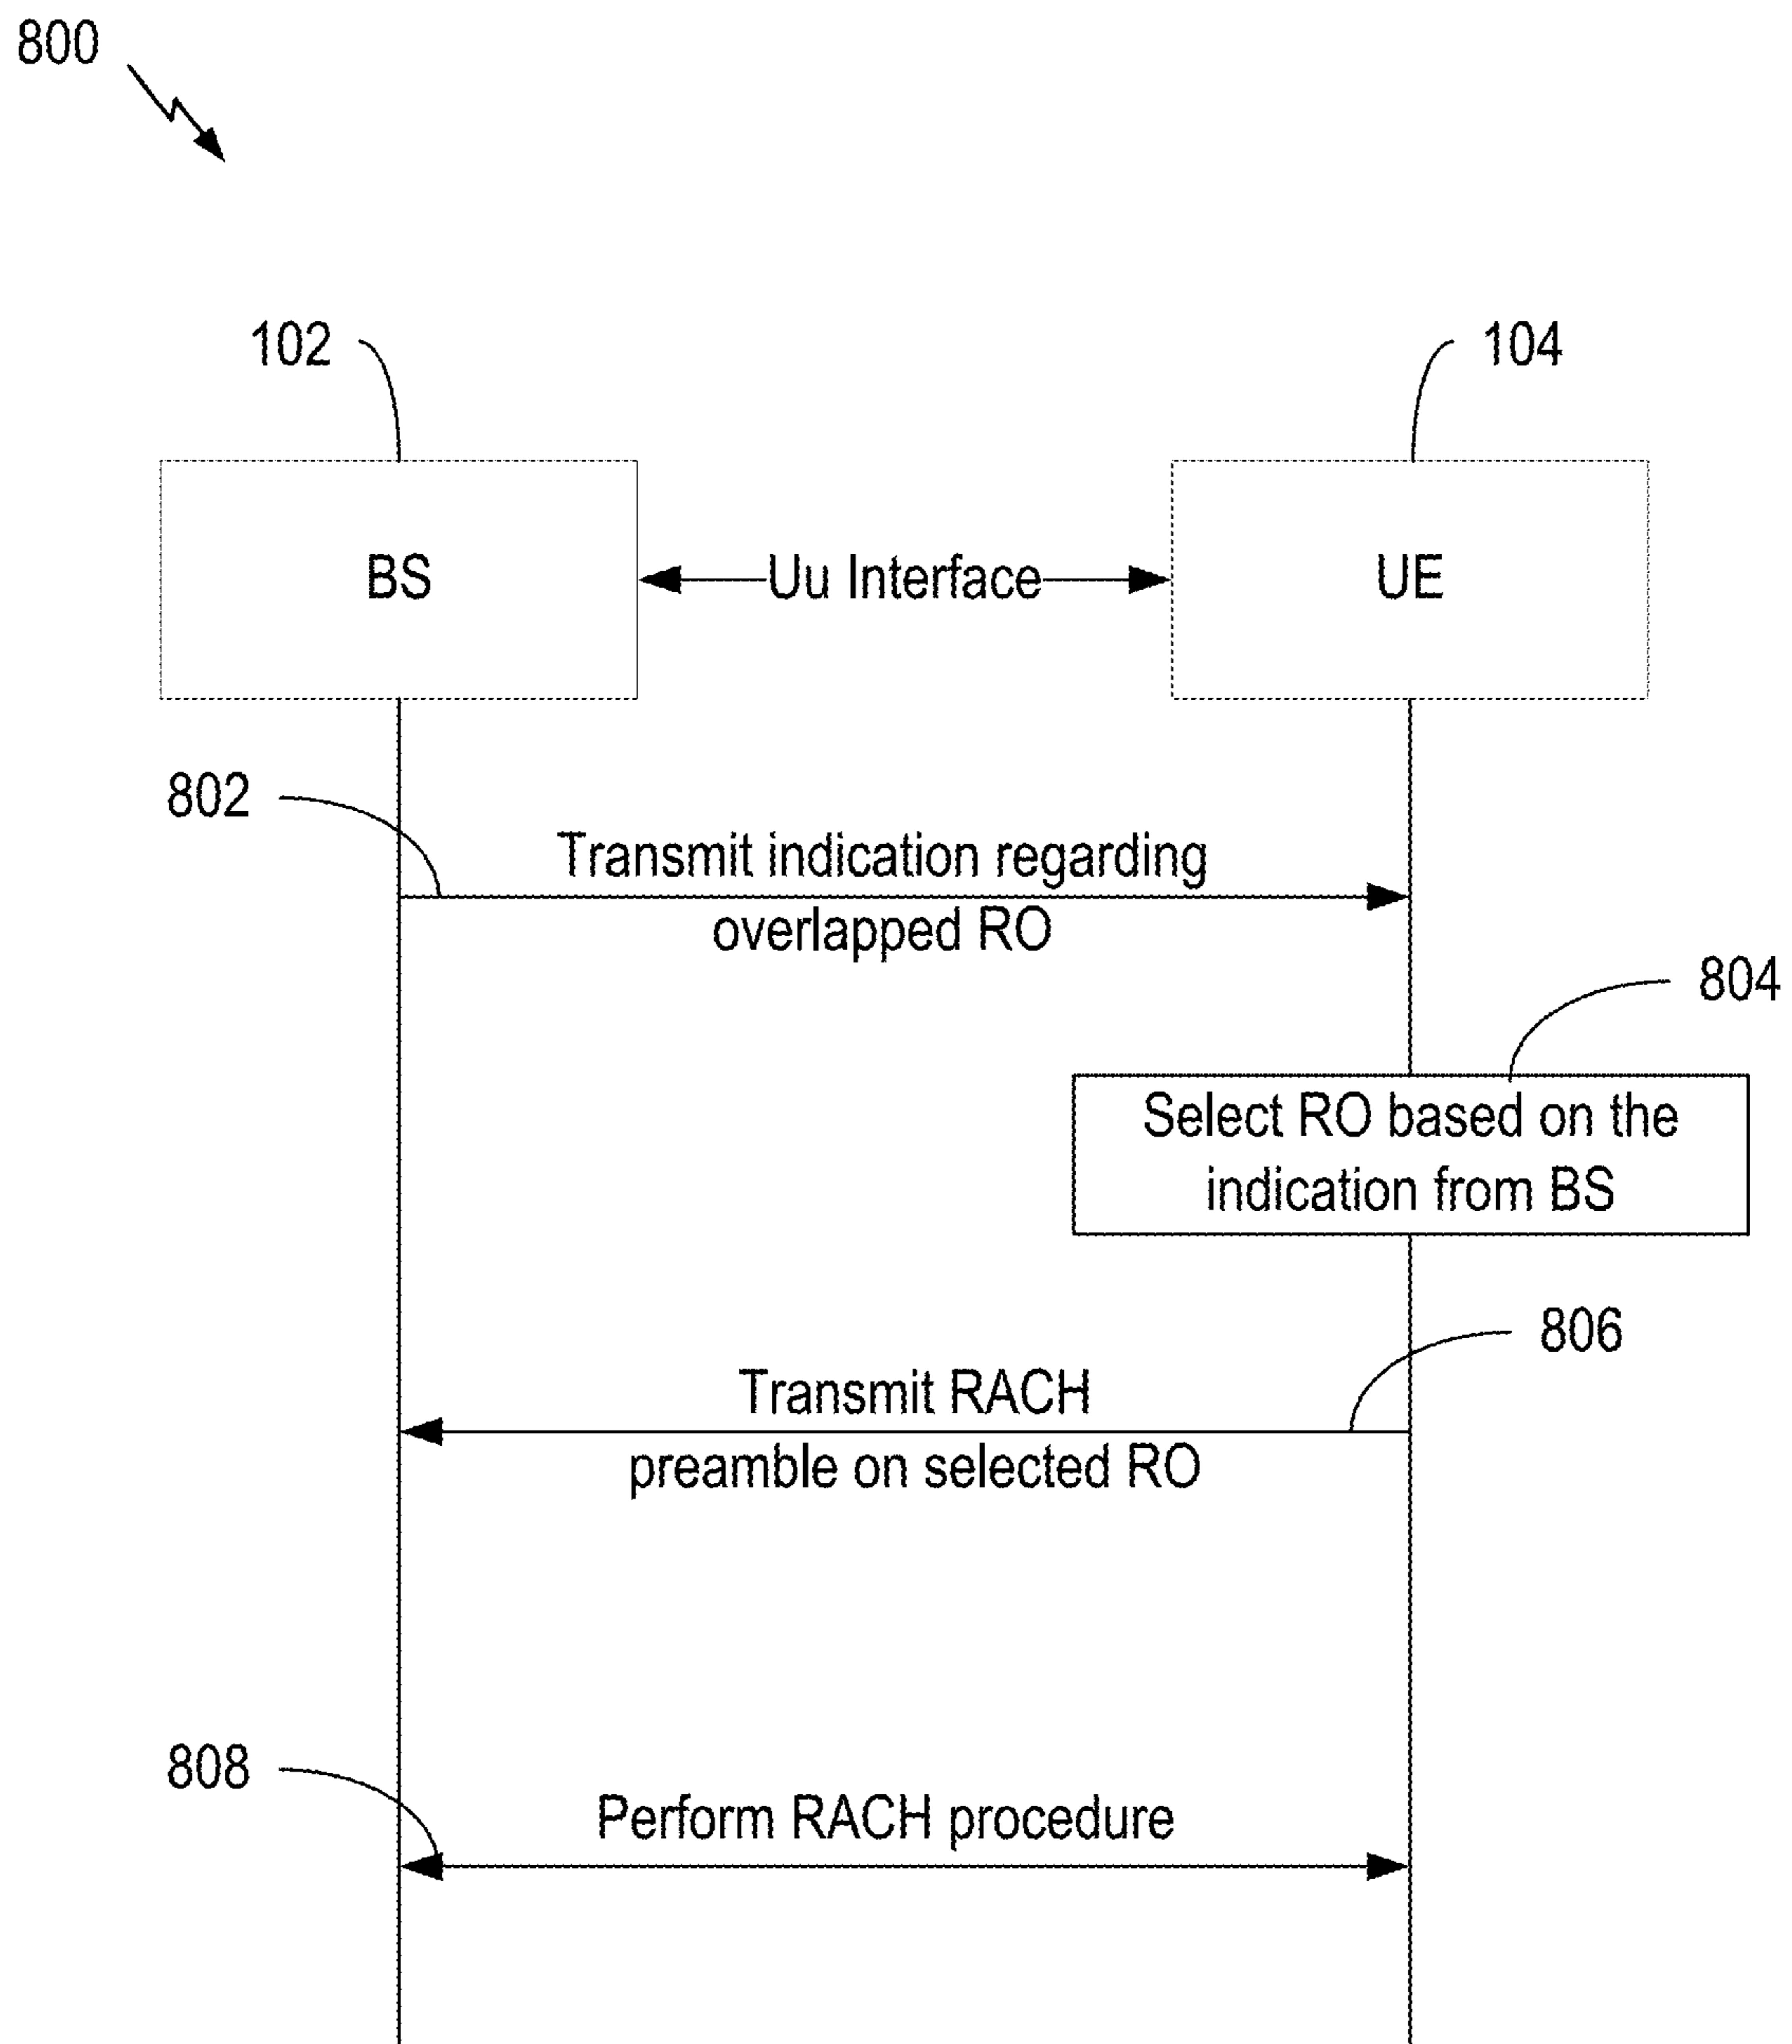 800
102
104
BS
Uu Interface
UE
802
Transmit indication regarding
overlapped RO
804
Select RO based on the
indication from BS
806
Transmit RACH
preamble on selected RO
808
Perform RACH procedure